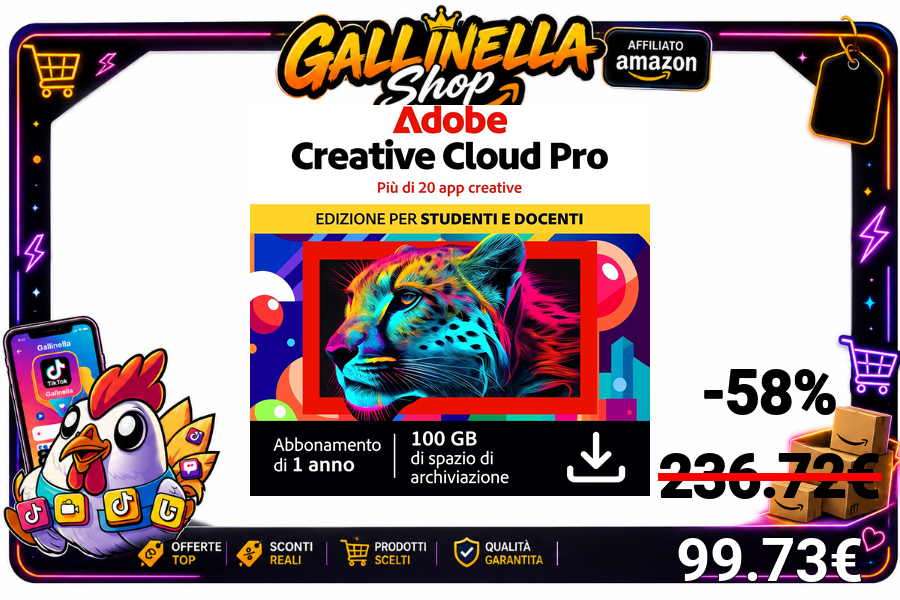 GALLINELLA
Shop
AFFILIATO
amazon
Adobe
Creative Cloud Pro
Più di 20 app creative
EDIZIONE PER STUDENTI E DOCENTI
Gallinella
TikTok
Gallinella
Abbonamento
di 1 anno
100 GB
di spazio di
archiviazione
-58%
236.72€
99.73€
OFFERTE
TOP
SCONTI
REALI
PRODOTTI
SCELTI
QUALITÀ
GARANTITA